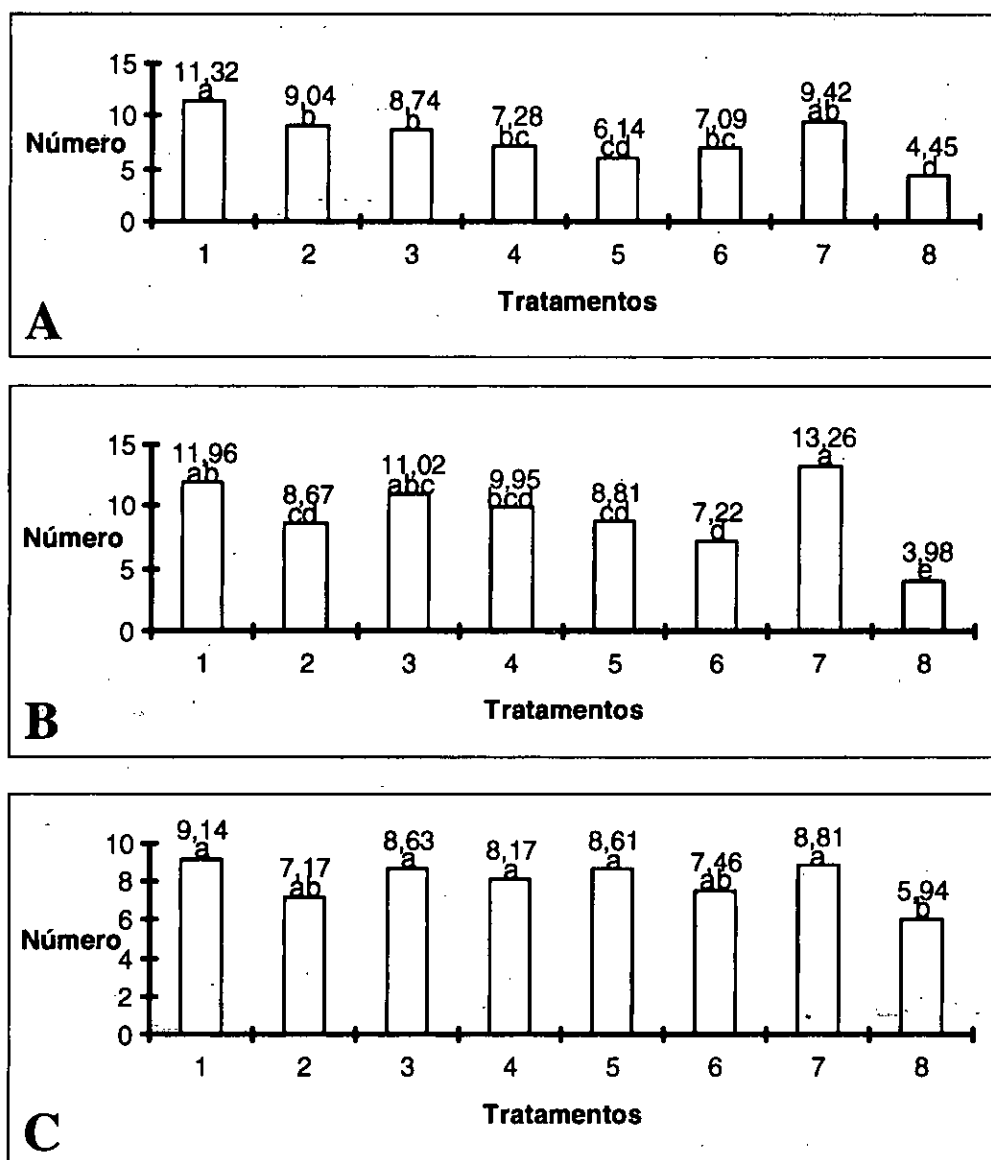 15
11,32
a
9,04
b
8,74
b
7,28
bc
6,14
cd
7,09
bc
9,42
ab
4,45
d
Número
10
5
0
1 2 3 4 5 6 7 8
Tratamentos
A
15
11,96
ab
8,67
cd
11,02
abc
9,95
bcd
8,81
cd
7,22
d
13,26
a
3,98
e
Número
10
5
0
1 2 3 4 5 6 7 8
Tratamentos
B
10
9,14
a
7,17
ab
8,63
a
8,17
a
8,61
a
7,46
ab
8,81
a
5,94
b
8
6
Número
4
2
0
1 2 3 4 5 6 7 8
Tratamentos
C